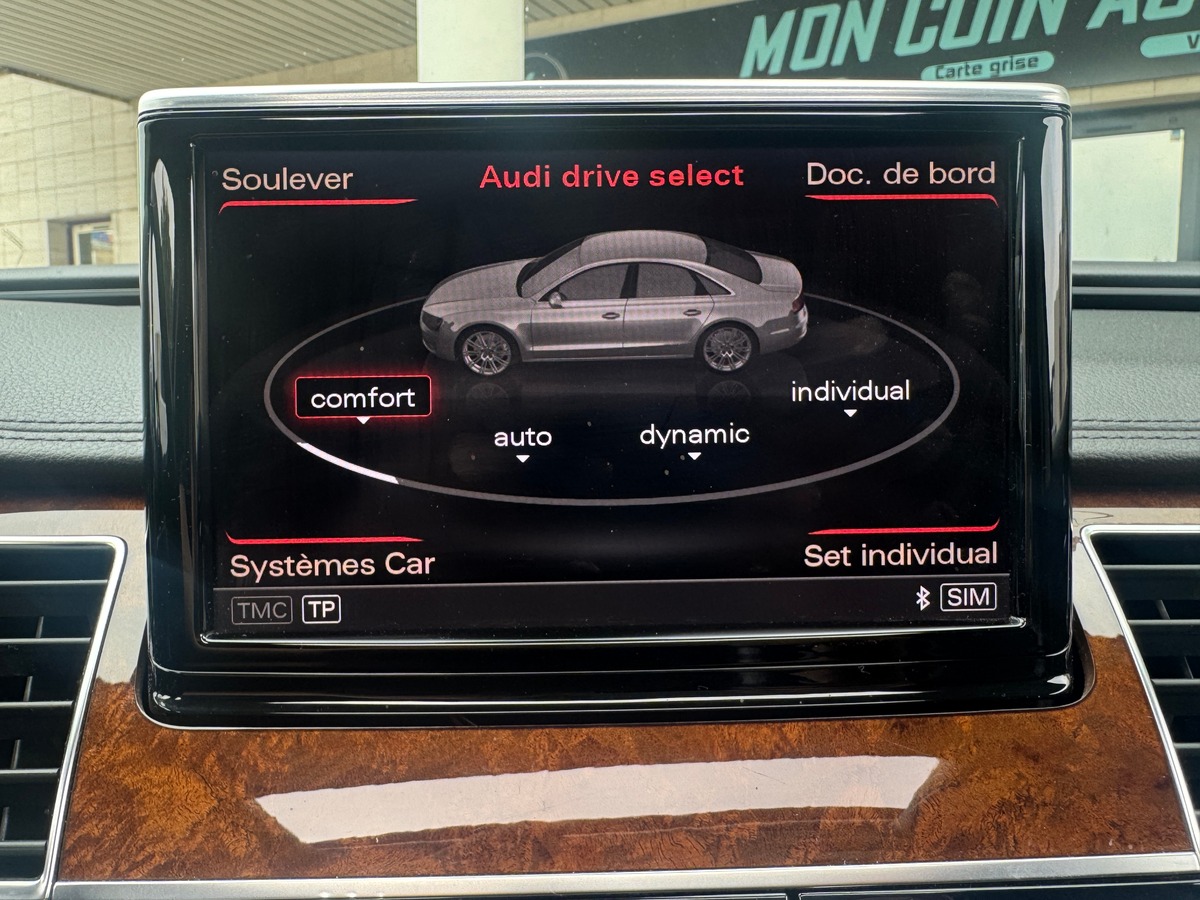 MON COIN AU
Carte grise
V
Soulever
Audi drive select
Doc. de bord
comfort
individual
auto
dynamic
Systèmes Car
Set individual
TMC
TP
SIM